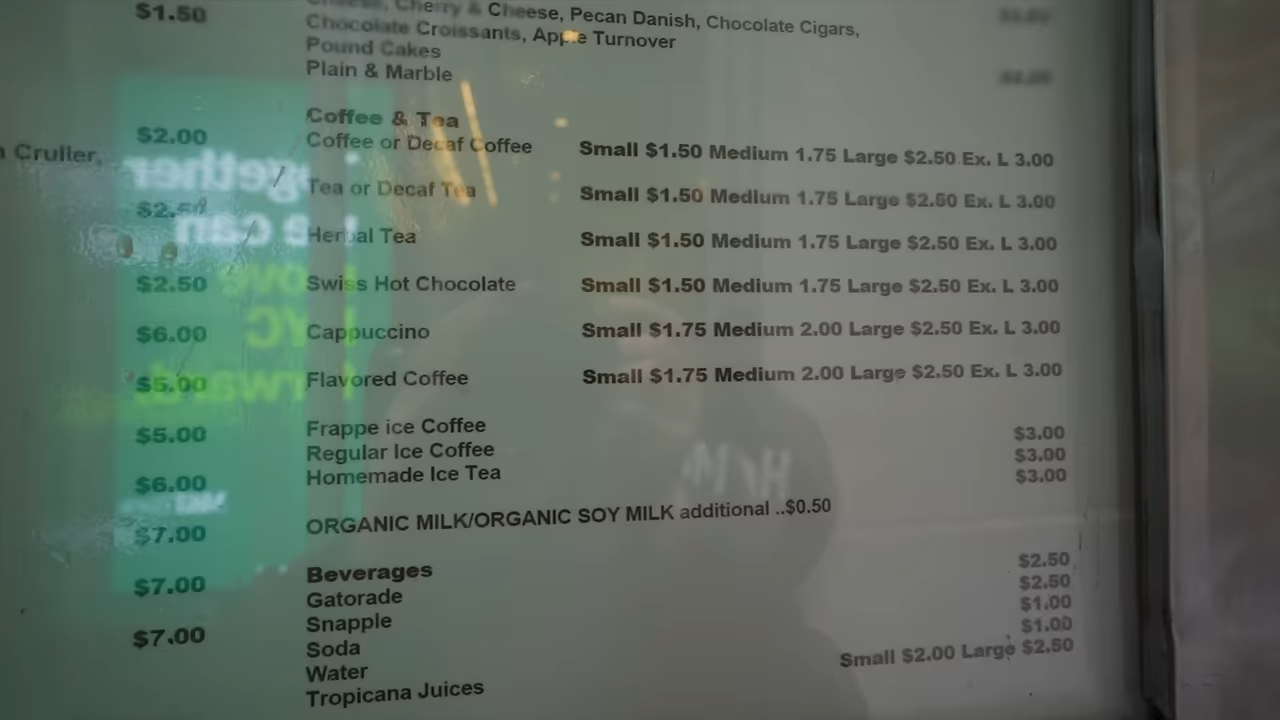 $1.50
Cherry & Cheese, Pecan Danish, Chocolate Cigars,
Chocolate Croissants, Apple Turnover
Pound Cakes
Plain & Marble
$2.00
Cruller,
$2.50
$2.50
$6.00
$5.00
$5.00
$6.00
$7.00
$7.00
$7.00
Coffee & Tea
Coffee or Decaf Coffee Small $1.50 Medium 1.75 Large $2.50 Ex. L 3.00
Tea or Decaf Tea Small $1.50 Medium 1.75 Large $2.50 Ex. L 3.00
Herbal Tea Small $1.50 Medium 1.75 Large $2.50 Ex. L 3.00
Swiss Hot Chocolate Small $1.50 Medium 1.75 Large $2.50 Ex. L 3.00
Cappuccino Small $1.75 Medium 2.00 Large $2.50 Ex. L 3.00
Flavored Coffee Small $1.75 Medium 2.00 Large $2.50 Ex. L 3.00
Frappe ice Coffee $3.00
Regular Ice Coffee $3.00
Homemade Ice Tea $3.00
ORGANIC MILK/ORGANIC SOY MILK additional ..$0.50
Beverages
Gatorade $2.50
Snapple $2.50
Soda $1.00
Water $1.00
Tropicana Juices Small $2.00 Large $2.50